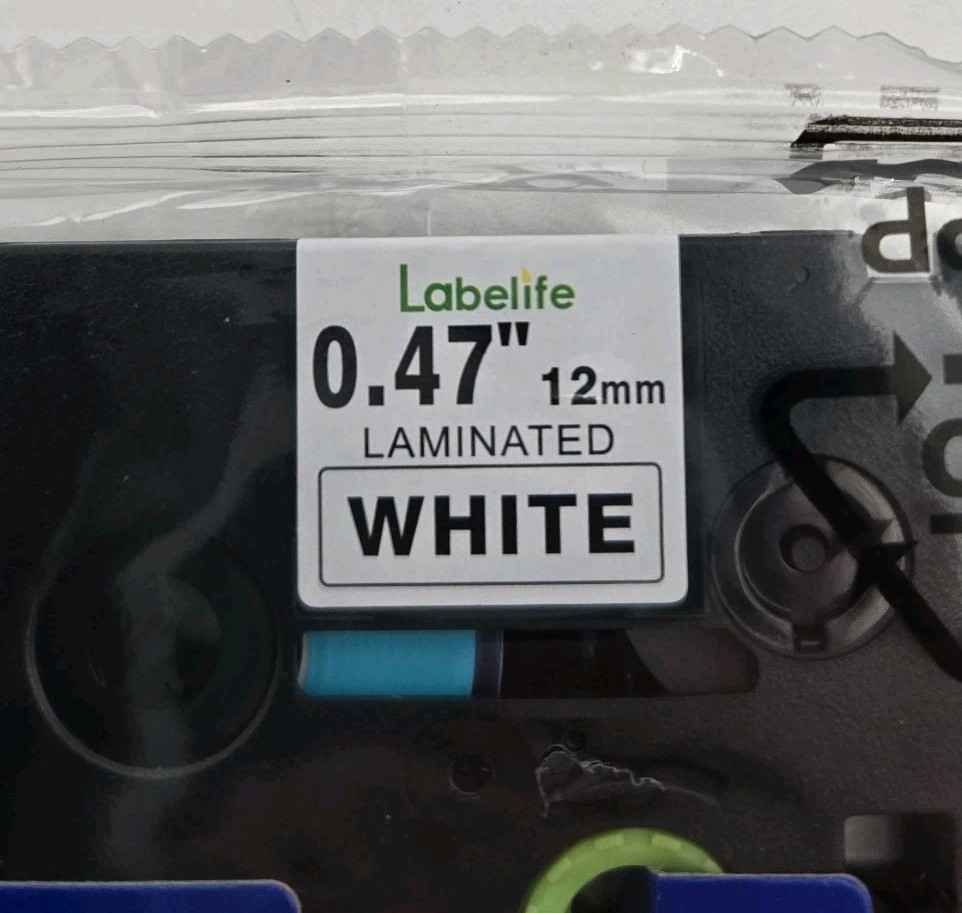 Labelife
0.47" 12mm
LAMINATED
WHITE